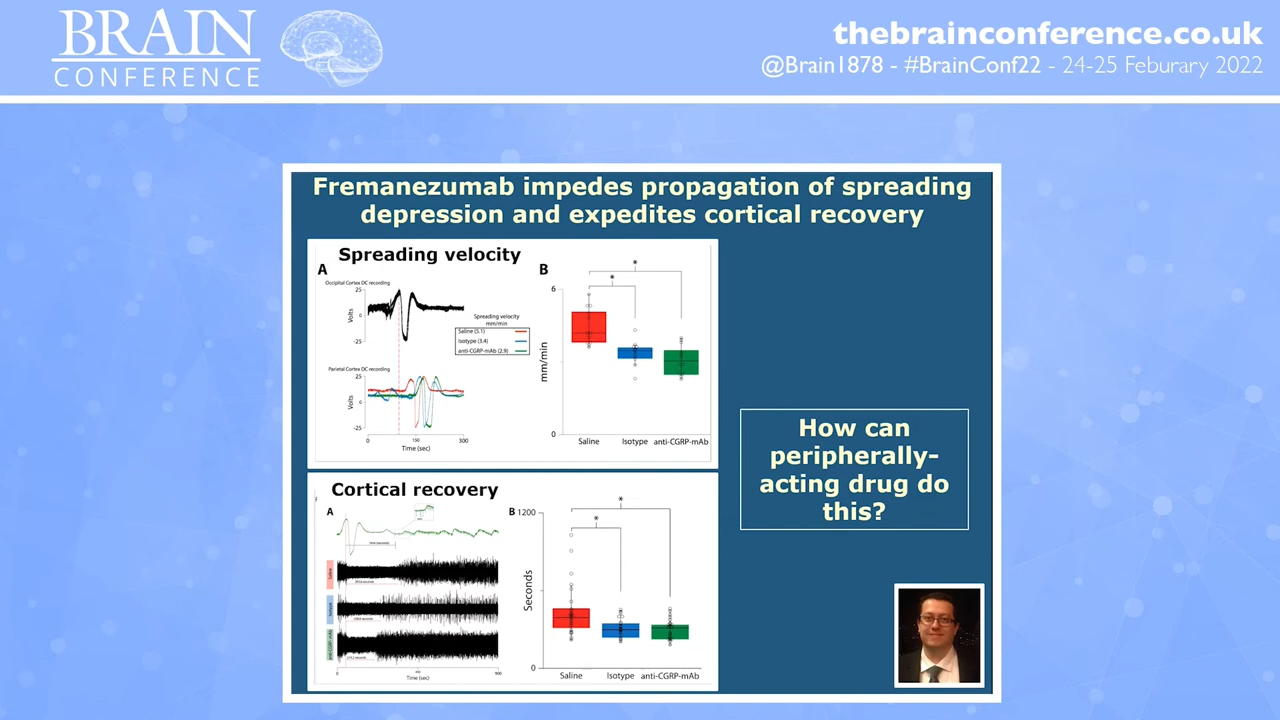 BRAIN
CONFERENCE
thebrainconference.co.uk
@Brain1878 - #BrainConf22 - 24-25 Feburary 2022
Fremanezumab impedes propagation of spreading
depression and expedites cortical recovery
Spreading velocity
A
Occipital Cortex DC recording
25
0
-25
Volts
Spreading velocity
mm/min
Saline (5.1)
Isotype (3.4)
anti-CGRP-mAb (2.9)
Parietal Cortex DC recording
25
0
-25
Volts
0
150
300
Time (sec)
B
*
*
6
mm/min
0
Saline
Isotype
anti-CGRP-mAb
Cortical recovery
A
Saline
Isotype
anti-CGRP-mAb
0
900
Time (sec)
B
*
*
1200
Seconds
0
Saline
Isotype
anti-CGRP-mAb
How can
peripherally-
acting drug do
this?